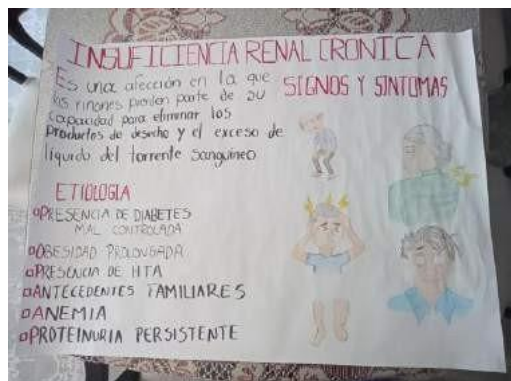 INSUFICIENCIA RENAL CRONICA
Es una afección en la que
los riñones pierden parte de su
capacidad para eliminar los
productos de desecho y el exceso de
líquido del torrente sanguíneo
SIGNOS Y SINTOMAS
ETIOLOGIA
PRESENCIA DE DIABETES
MAL CONTROLADA
OBESIDAD PROLONGADA
PRESENCIA DE HTA
ANTECEDENTES FAMILIARES
ANEMIA
PROTEINURIA PERSISTENTE